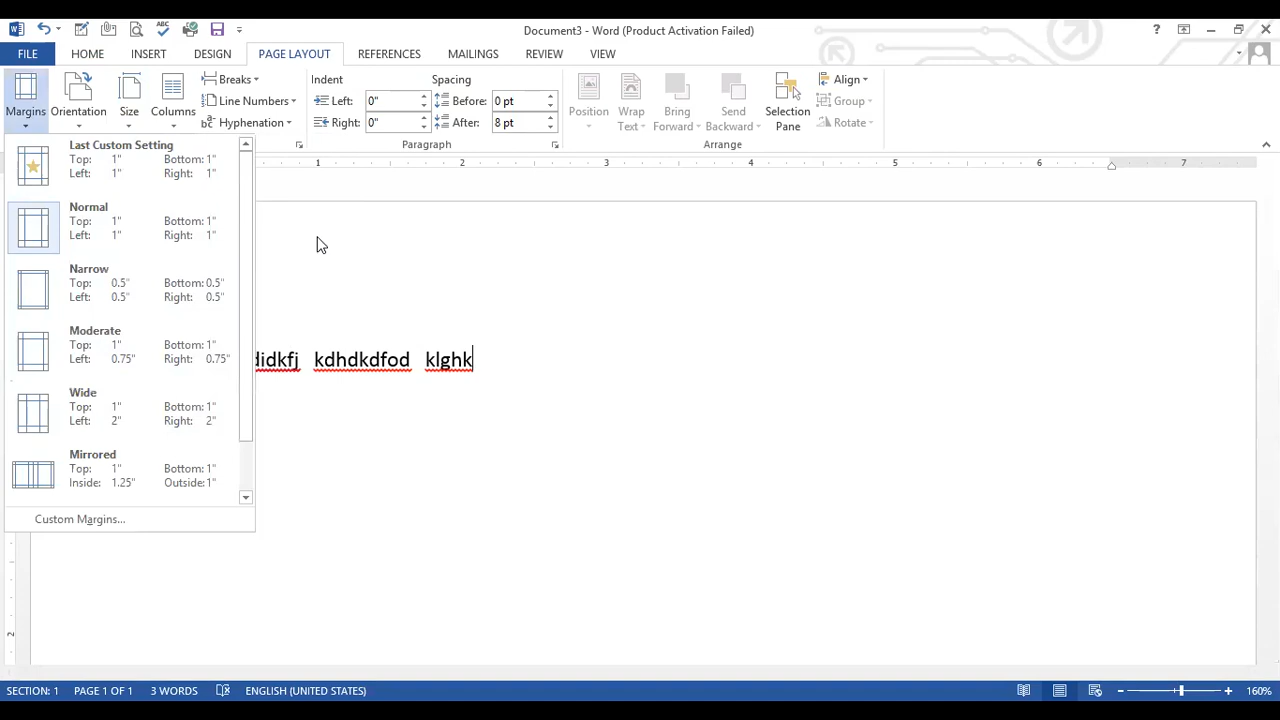 Document3 - Word (Product Activation Failed)
FILE HOME INSERT DESIGN PAGE LAYOUT REFERENCES MAILINGS REVIEW VIEW
Margins Orientation Size Columns
Breaks
Line Numbers
Hyphenation
Indent
Left: 0"
Right: 0"
Spacing
Before: 0 pt
After: 8 pt
Paragraph
Position
Wrap Text
Bring Forward
Send Backward
Selection Pane
Align
Group
Rotate
Arrange
1 2 3 4 5 6 7
Last Custom Setting
Top: 1" Bottom: 1"
Left: 1" Right: 1"
Normal
Top: 1" Bottom: 1"
Left: 1" Right: 1"
Narrow
Top: 0.5" Bottom: 0.5"
Left: 0.5" Right: 0.5"
Moderate
Top: 1" Bottom: 1"
Left: 0.75" Right: 0.75"
Wide
Top: 1" Bottom: 1"
Left: 2" Right: 2"
Mirrored
Top: 1" Bottom: 1"
Inside: 1.25" Outside: 1"
Custom Margins...
kdhdkdfod klghk
2
SECTION: 1 PAGE 1 OF 1 3 WORDS ENGLISH (UNITED STATES) 160%